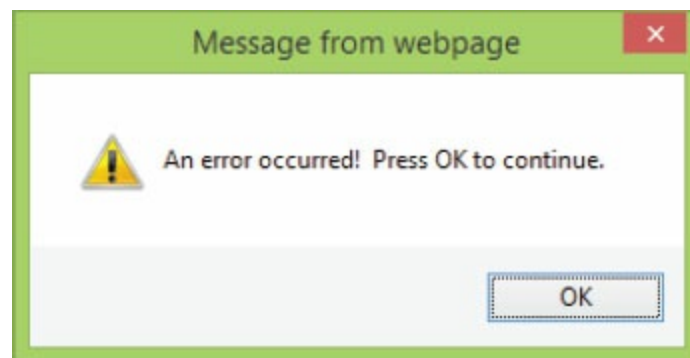 Message from webpage
An error occurred!  Press OK to continue.
OK